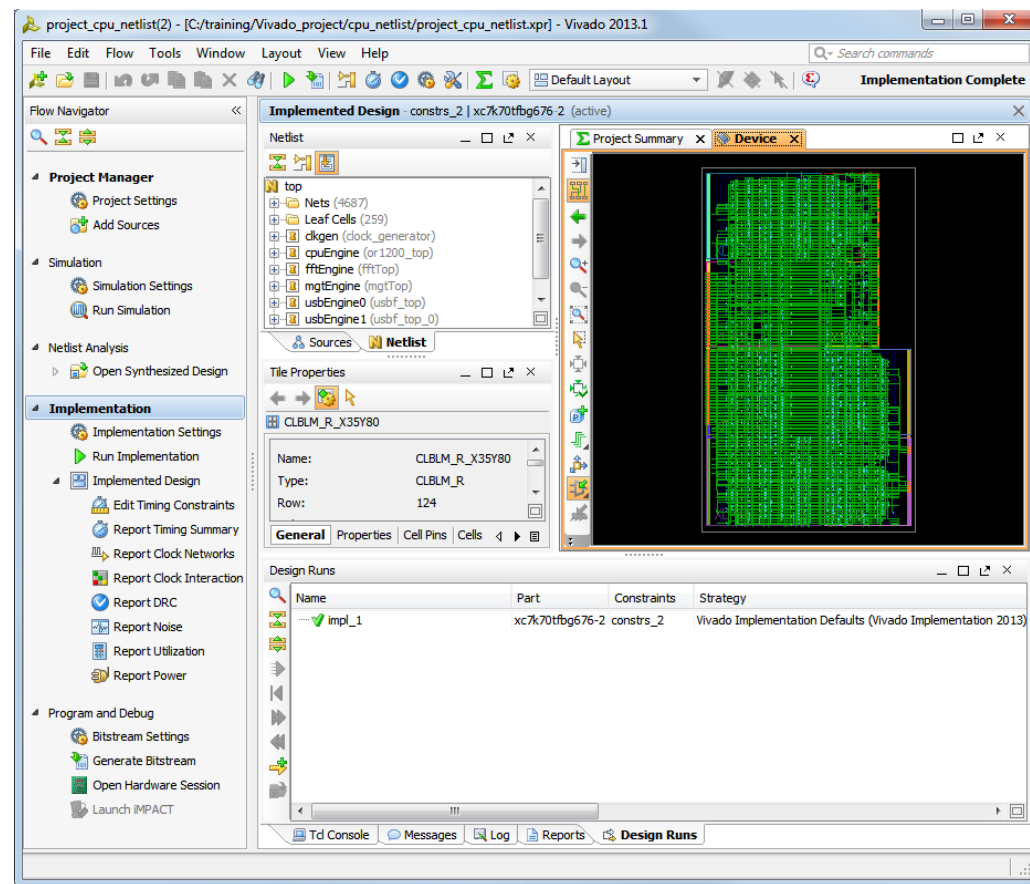 project_cpu_netlist(2) - [C:/training/Vivado_project/cpu_netlist/project_cpu_netlist.xpr] - Vivado 2013.1
File Edit Flow Tools Window Layout View Help
Search commands
Default Layout
Implementation Complete
Flow Navigator
Project Manager
Project Settings
Add Sources
Simulation
Simulation Settings
Run Simulation
Netlist Analysis
Open Synthesized Design
Implementation
Implementation Settings
Run Implementation
Implemented Design
Edit Timing Constraints
Report Timing Summary
Report Clock Networks
Report Clock Interaction
Report DRC
Report Noise
Report Utilization
Report Power
Program and Debug
Bitstream Settings
Generate Bitstream
Open Hardware Session
Launch iMPACT
Implemented Design - constrs_2 | xc7k70tfbg676-2 (active)
Netlist
top
Nets (4687)
Leaf Cells (259)
clkgen (clock_generator)
cpuEngine (or1200_top)
fftEngine (fftTop)
mgtEngine (mgtTop)
usbEngine0 (usbf_top)
usbEngine1 (usbf_top_0)
Sources Netlist
Tile Properties
CLBLM_R_X35Y80
Name: CLBLM_R_X35Y80
Type: CLBLM_R
Row: 124
General Properties Cell Pins Cells
Project Summary Device
Design Runs
Name Part Constraints Strategy
impl_1 xc7k70tfbg676-2 constrs_2 Vivado Implementation Defaults (Vivado Implementation 2013)
Tcl Console Messages Log Reports Design Runs